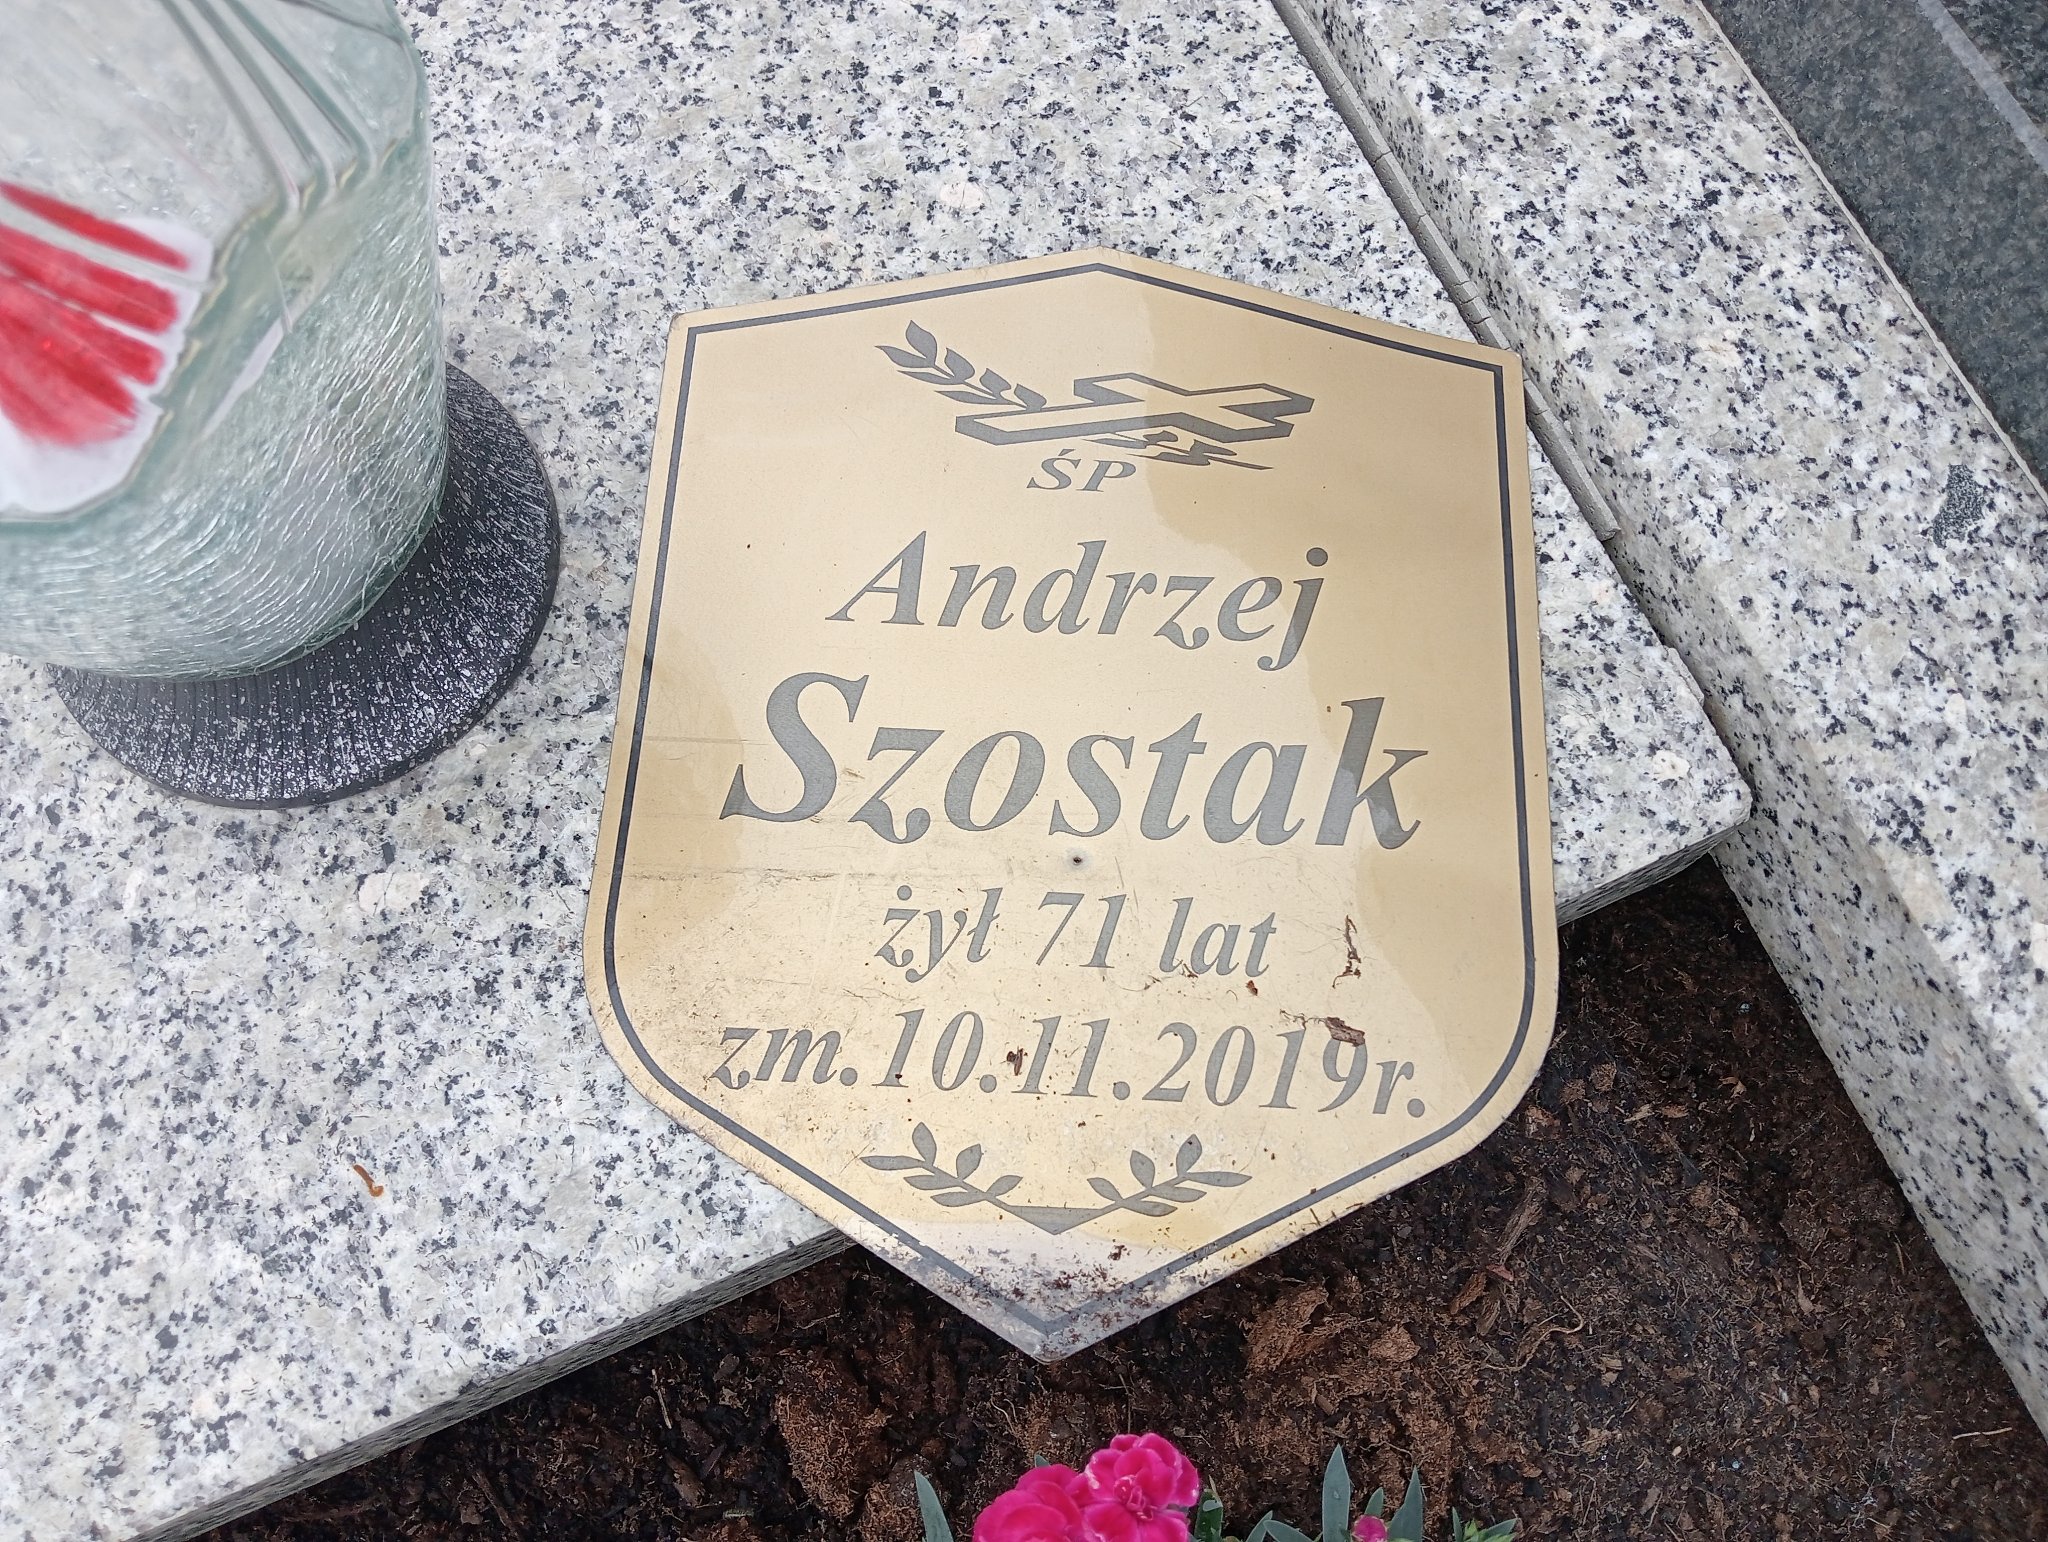 ŚP
Andrzej
Szostak
żył 71 lat
zm. 10.11.2019r.